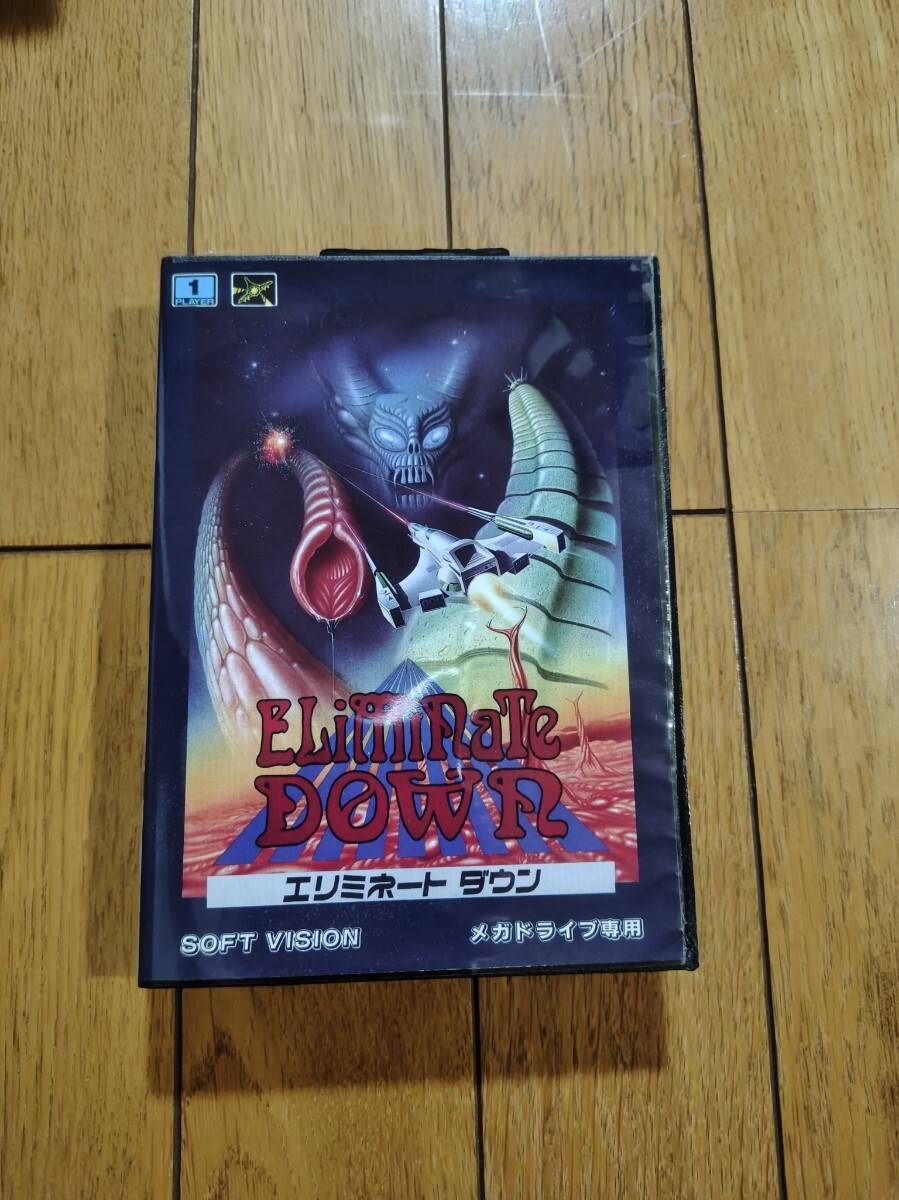 1
PLAYER
ELiMiNaTe
DOWN
エリミネート ダウン
SOFT VISION
メガドライブ専用